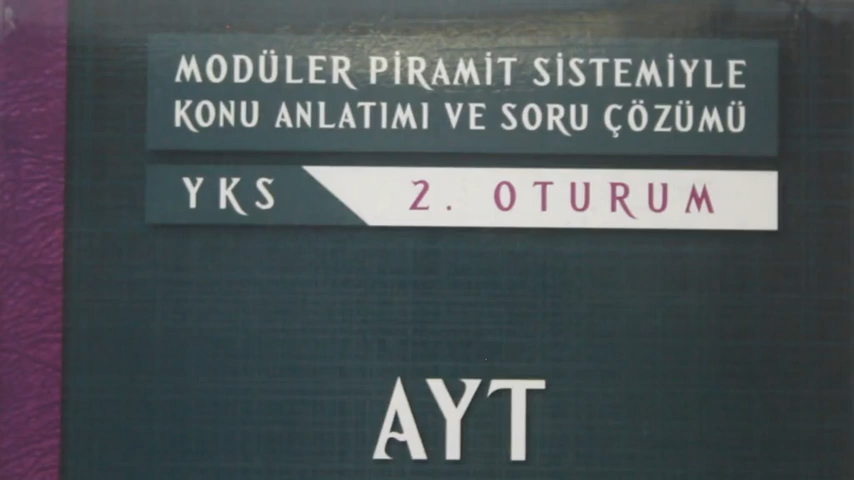 MODÜLER PİRAMİT SİSTEMİYLE
KONU ANLATIMI VE SORU ÇÖZÜMÜ
YKS 2. OTURUM
AYT